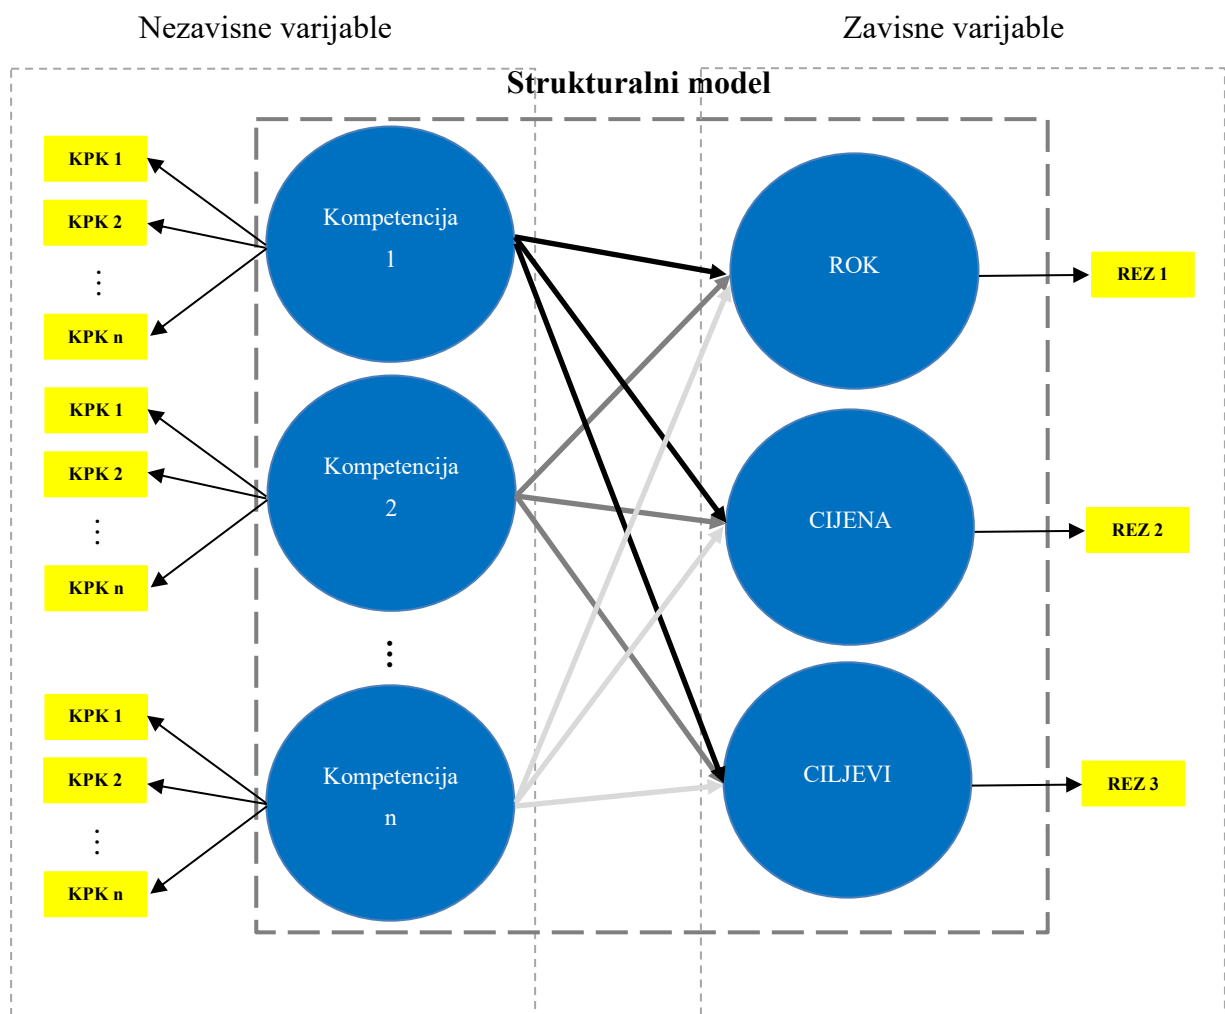 Nezavisne varijable
Zavisne varijable
Strukturalni model
KPK 1
KPK 2
⋮
KPK n
Kompetencija
1
ROK
REZ 1
KPK 1
KPK 2
⋮
KPK n
Kompetencija
2
CIJENA
REZ 2
⋮
KPK 1
KPK 2
⋮
KPK n
Kompetencija
n
CILJEVI
REZ 3